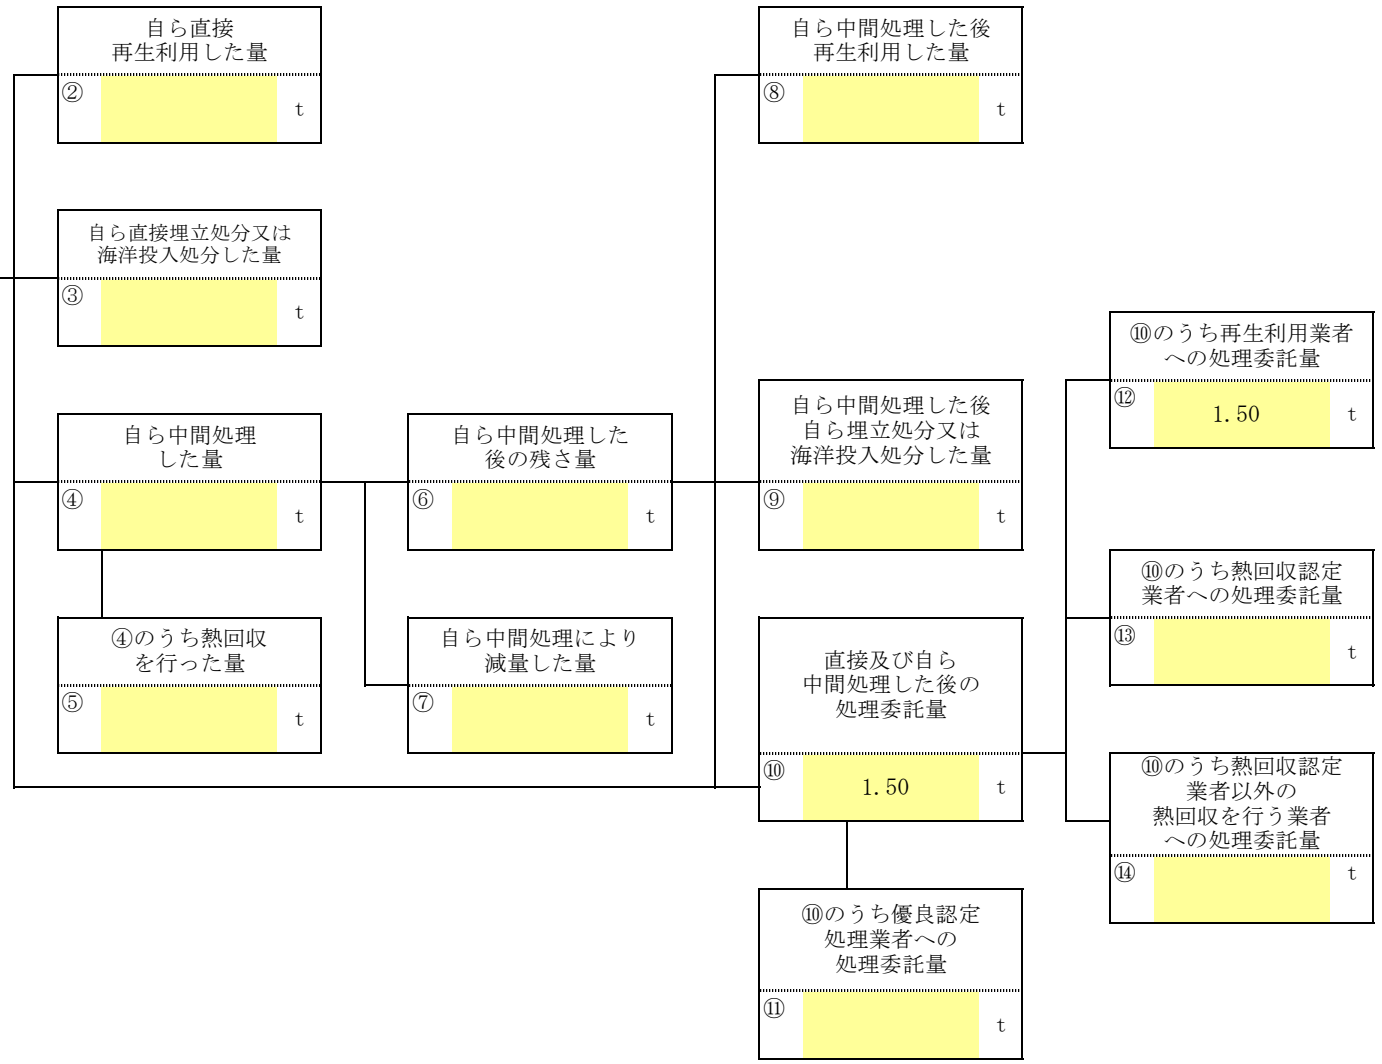 自ら直接
再生利用した量
②
t
自ら中間処理した後
再生利用した量
⑧
t
自ら直接埋立処分又は
海洋投入処分した量
③
t
⑩のうち再生利用業者
への処理委託量
⑫
1.50
t
自ら中間処理
した量
④
t
自ら中間処理した
後の残さ量
⑥
t
自ら中間処理した後
自ら埋立処分又は
海洋投入処分した量
⑨
t
⑩のうち熱回収認定
業者への処理委託量
⑬
t
④のうち熱回収
を行った量
⑤
t
自ら中間処理により
減量した量
⑦
t
直接及び自ら
中間処理した後の
処理委託量
⑩
1.50
t
⑩のうち熱回収認定
業者以外の
熱回収を行う業者
への処理委託量
⑭
t
⑩のうち優良認定
処理業者への
処理委託量
⑪
t